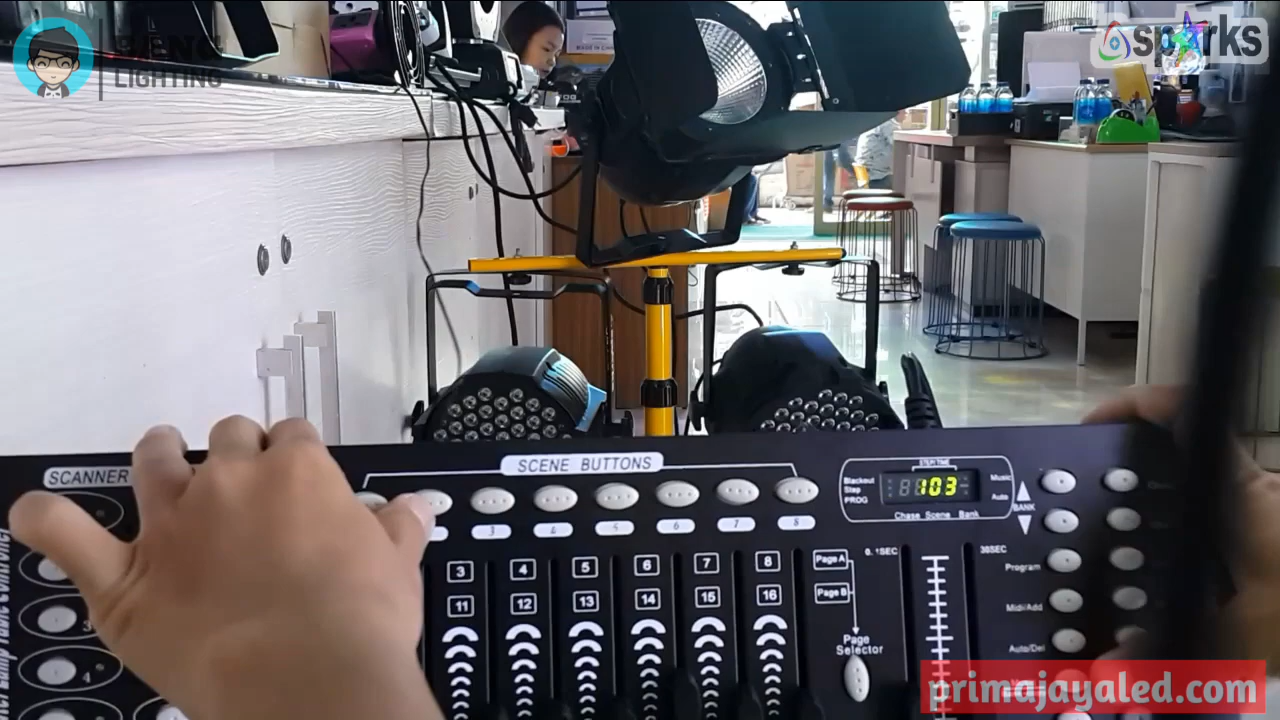 LIGHTING
sparks
SCANNER
SCENE BUTTONS
3 4 5 6 7 8
3 4 5 6 7 8
11 12 13 14 15 16
STEP TIME
Blackout
Step
PROG
103
Music
Auto
Chase Scene Bank
BANK
Page A
Page B
Page
Selector
0.1SEC
30SEC
Program
Midi/Add
Auto/Del
3
4
primajayaled.com